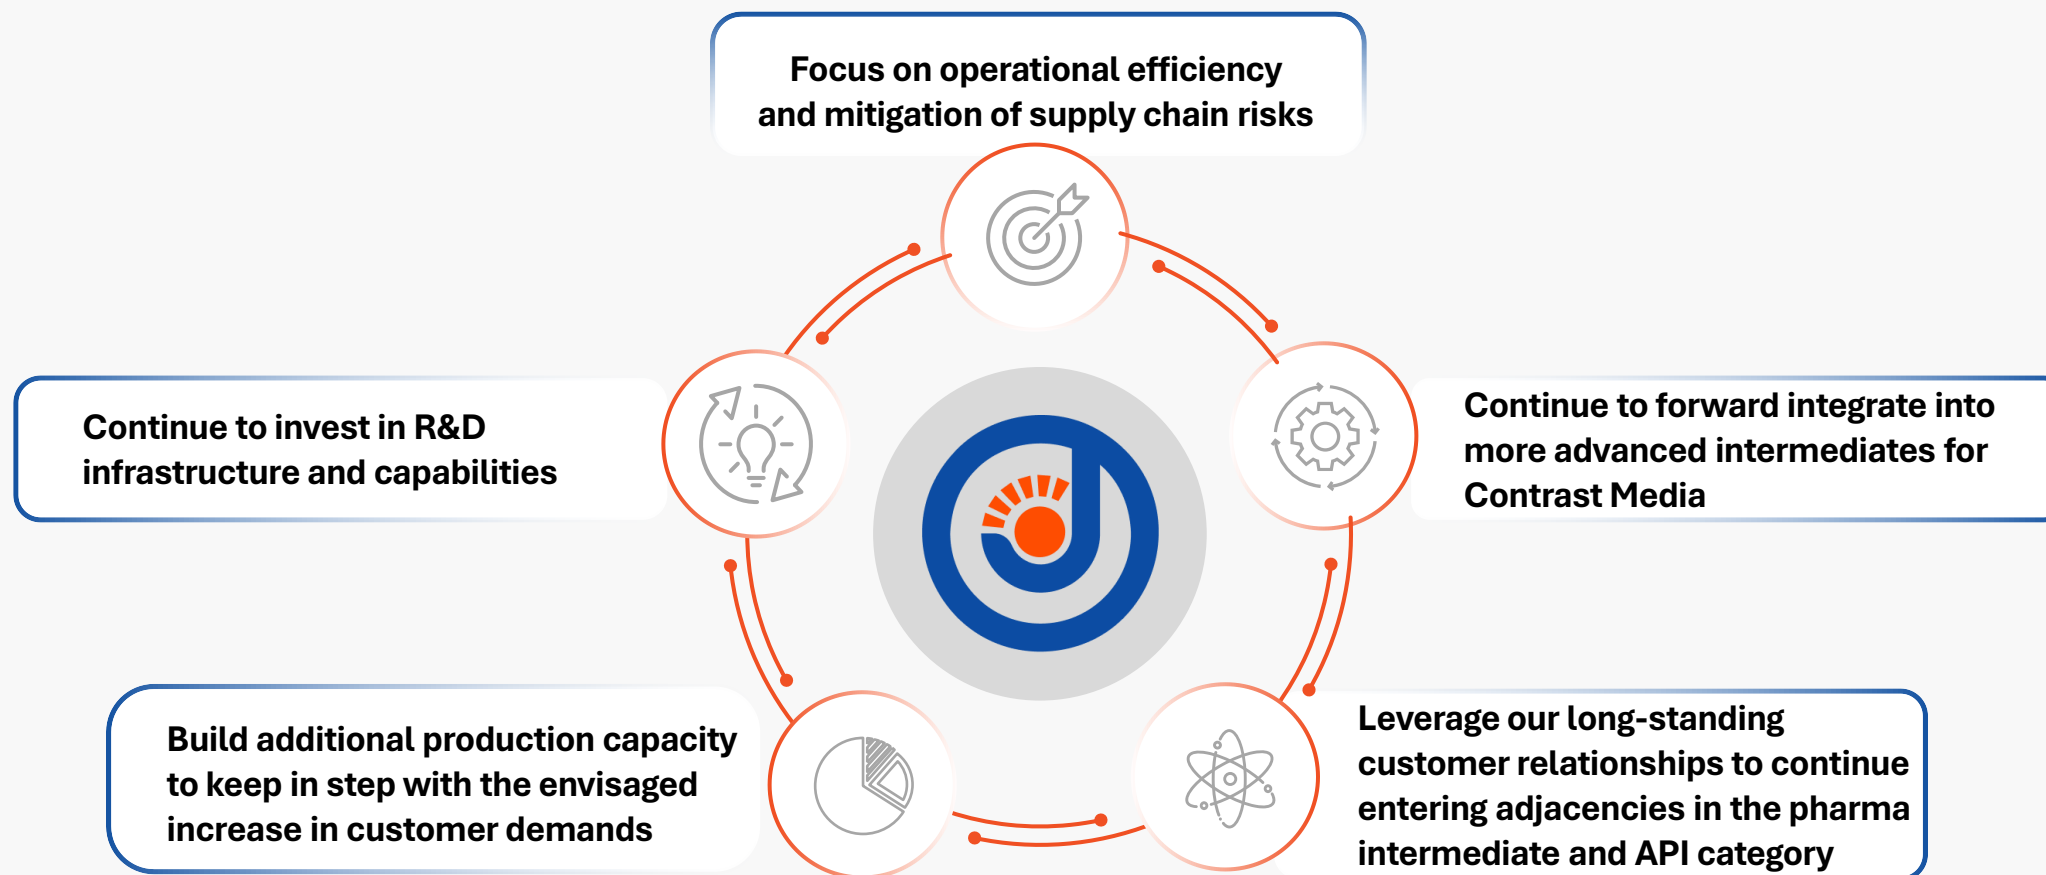 Focus on operational efficiency
and mitigation of supply chain risks
Continue to invest in R&D
infrastructure and capabilities
Continue to forward integrate into
more advanced intermediates for
Contrast Media
Build additional production capacity
to keep in step with the envisaged
increase in customer demands
Leverage our long-standing
customer relationships to continue
entering adjacencies in the pharma
intermediate and API category